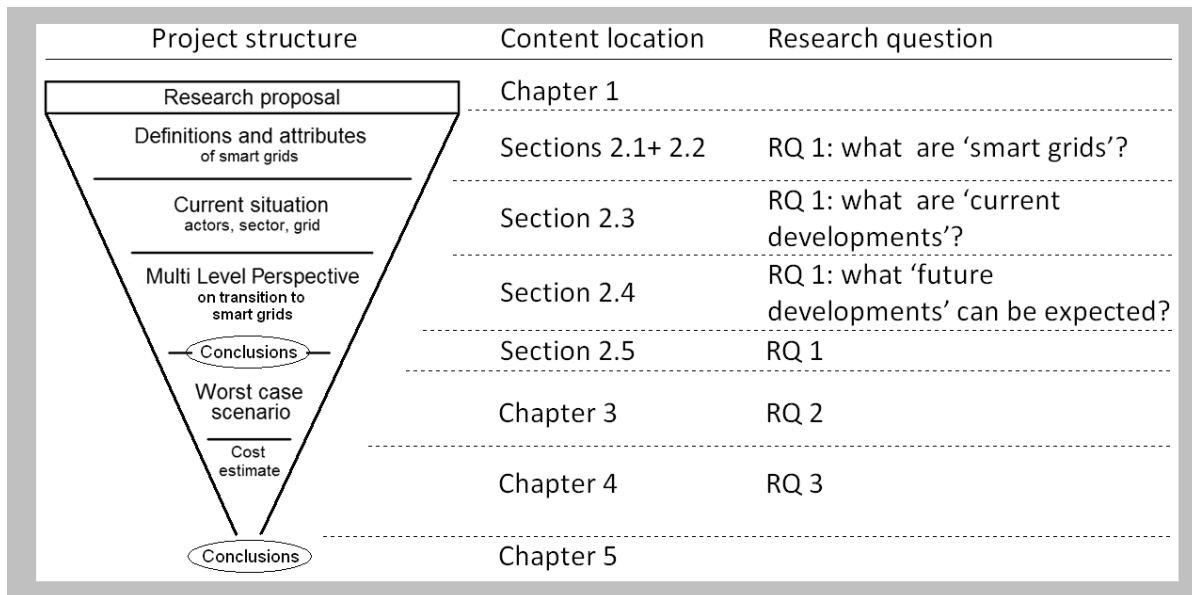 Project structure Content location Research question
Research proposal Chapter 1
Definitions and attributes
of smart grids
Sections 2.1+ 2.2 RQ 1: what are ‘smart grids’?
Current situation
actors, sector, grid
Section 2.3
RQ 1: what are ‘current
developments’?
Multi Level Perspective
on transition to
smart grids
Section 2.4
RQ 1: what ‘future
developments’ can be expected?
Conclusions Section 2.5 RQ 1
Worst case
scenario
Chapter 3 RQ 2
Cost
estimate
Chapter 4 RQ 3
Conclusions Chapter 5